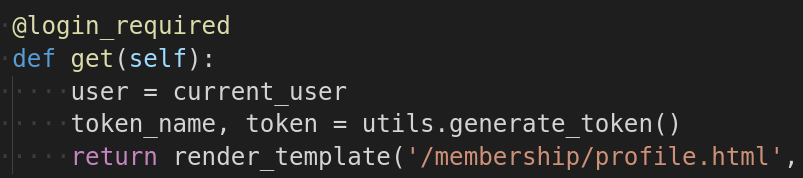 @login_required
def get(self):
    user = current_user
    token_name, token = utils.generate_token()
    return render_template('/membership/profile.html',